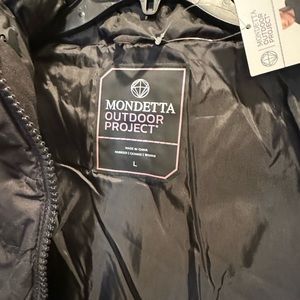 MONDETTA
OUTDOOR
PROJECT®
MADE IN CHINA
L
MONDETTA
OUTDOOR
PROJECT